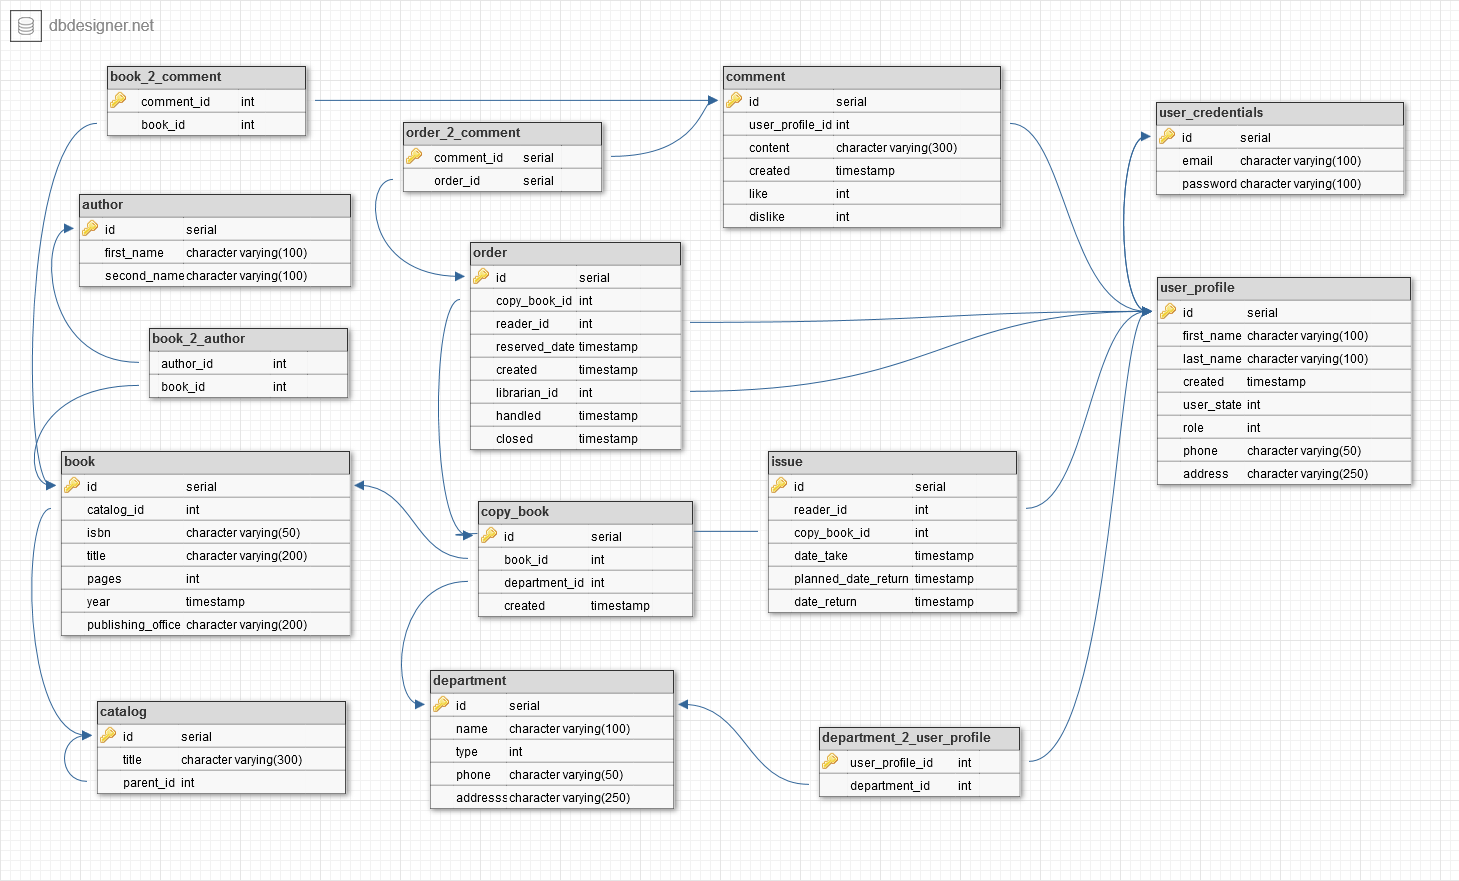 dbdesigner.net
book_2_comment
comment_id int
book_id int
order_2_comment
comment_id serial
order_id serial
comment
id serial
user_profile_id int
content character varying(300)
created timestamp
like int
dislike int
user_credentials
id serial
email character varying(100)
password character varying(100)
author
id serial
first_name character varying(100)
second_name character varying(100)
order
id serial
copy_book_id int
reader_id int
reserved_date timestamp
created timestamp
librarian_id int
handled timestamp
closed timestamp
user_profile
id serial
first_name character varying(100)
last_name character varying(100)
created timestamp
user_state int
role int
phone character varying(50)
address character varying(250)
book_2_author
author_id int
book_id int
book
id serial
catalog_id int
isbn character varying(50)
title character varying(200)
pages int
year timestamp
publishing_office character varying(200)
copy_book
id serial
book_id int
department_id int
created timestamp
issue
id serial
reader_id int
copy_book_id int
date_take timestamp
planned_date_return timestamp
date_return timestamp
catalog
id serial
title character varying(300)
parent_id int
department
id serial
name character varying(100)
type int
phone character varying(50)
addresss character varying(250)
department_2_user_profile
user_profile_id int
department_id int